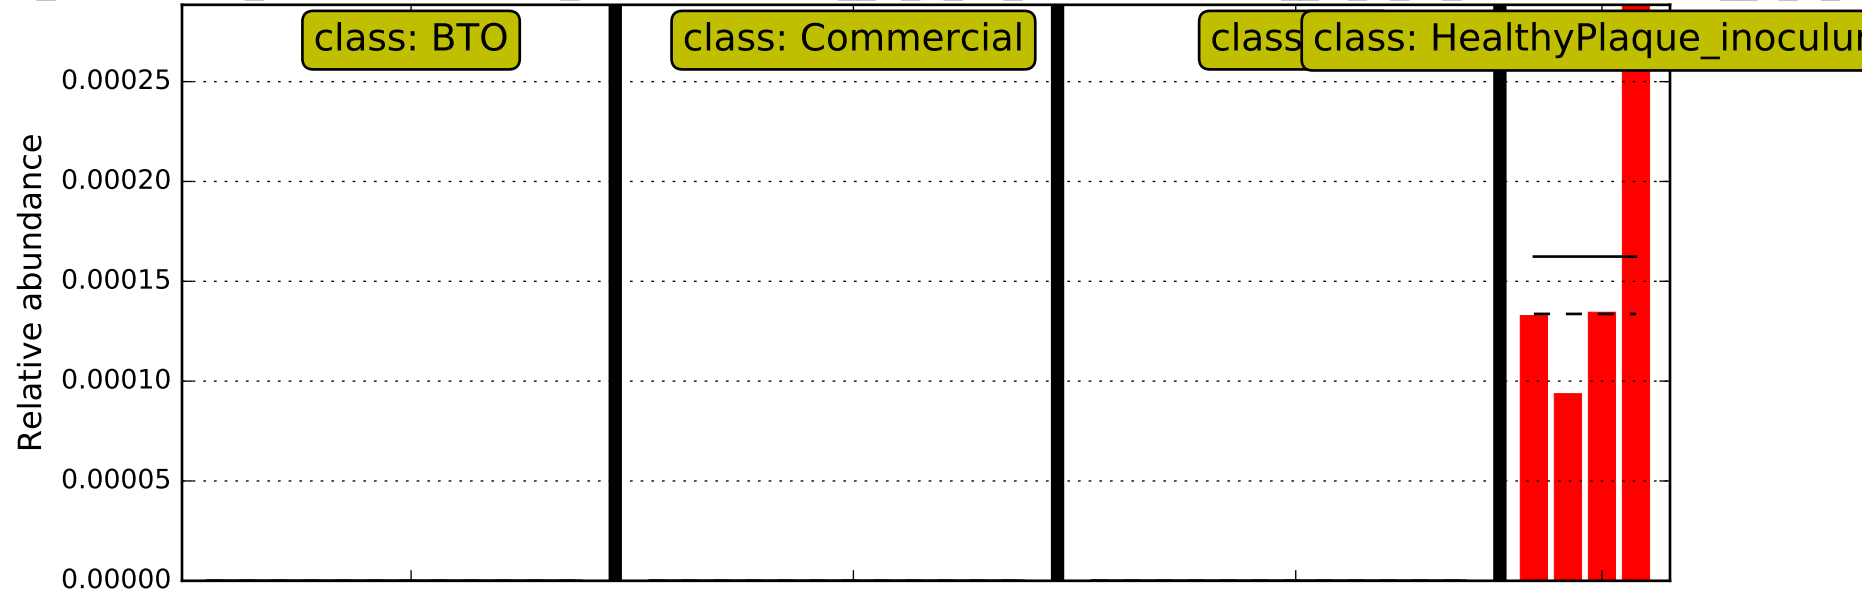 class: BTO
class: Commercial
class
class: HealthyPlaque_inoculu
0.00025
0.00020
0.00015
0.00010
0.00005
0.00000
Relative abundance